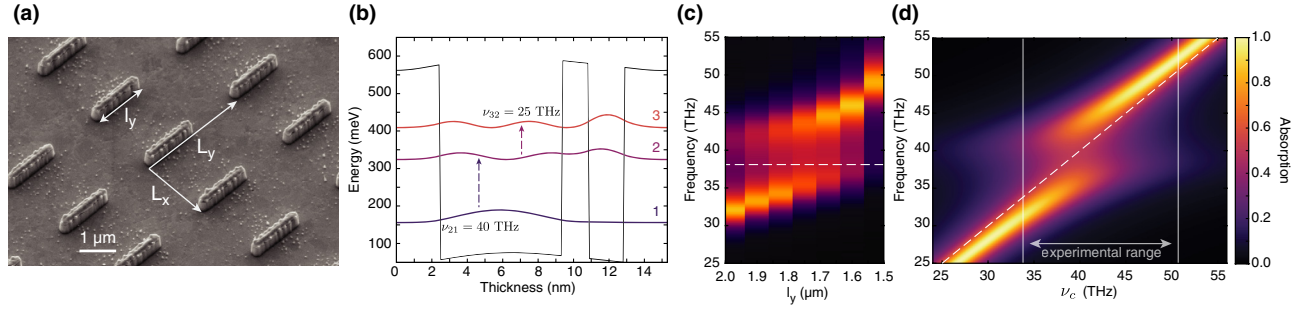 (a)
l_y
L_y
L_x
1 µm
(b)
Energy (meV)
600
500
400
300
200
100
ν₃₂ = 25 THz
3
2
1
ν₂₁ = 40 THz
0 2 4 6 8 10 12 14
Thickness (nm)
(c)
Frequency (THz)
55
50
45
40
35
30
25
2.0 1.9 1.8 1.7 1.6 1.5
l_y (µm)
(d)
Frequency (THz)
55
50
45
40
35
30
25
experimental range
25 30 35 40 45 50 55
ν_c (THz)
1.0
0.8
0.6
0.4
0.2
0.0
Absorption